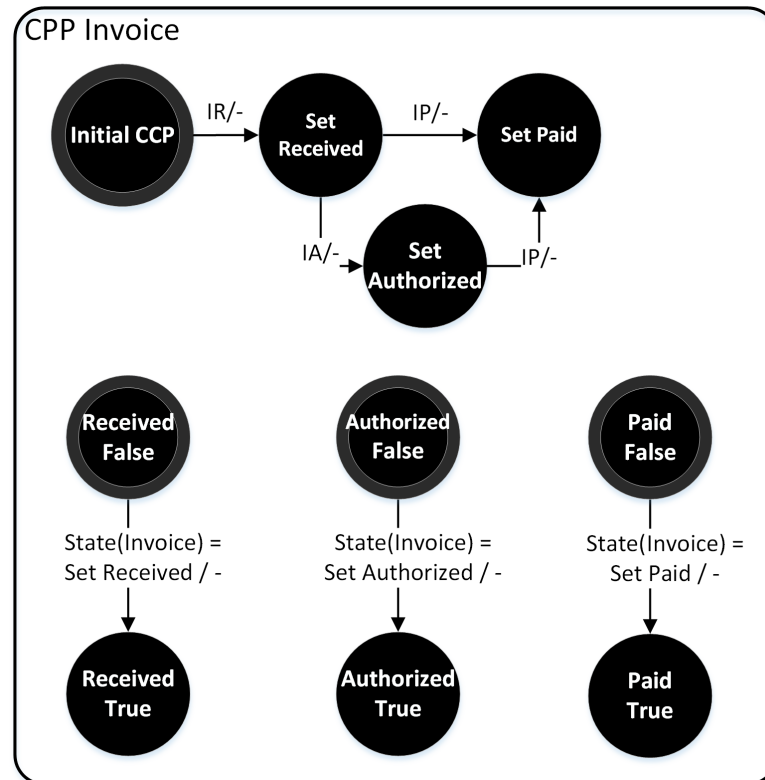 CPP Invoice
Initial CCP
IR/-
Set
Received
IP/-
Set Paid
IA/-
Set
Authorized
IP/-
Received
False
Authorized
False
Paid
False
State(Invoice) =
Set Received / -
State(Invoice) =
Set Authorized / -
State(Invoice) =
Set Paid / -
Received
True
Authorized
True
Paid
True